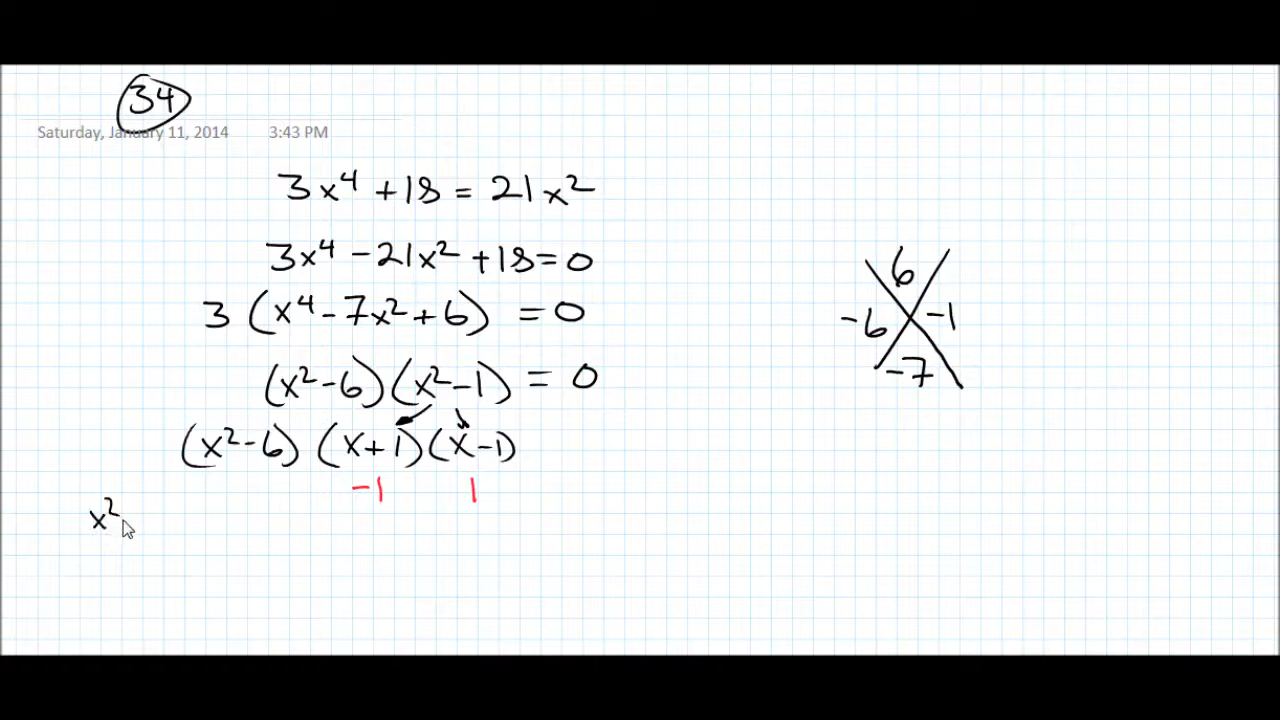 34
Saturday, January 11, 2014 3:43 PM
3x⁴ +18 = 21x²
3x⁴ -21x² +18=0
3 (x⁴-7x²+6) =0
(x²-6)(x²-1) = 0
(x²-6) (x+1)(x-1)
-1 1
x²
6
-6 -1
-7